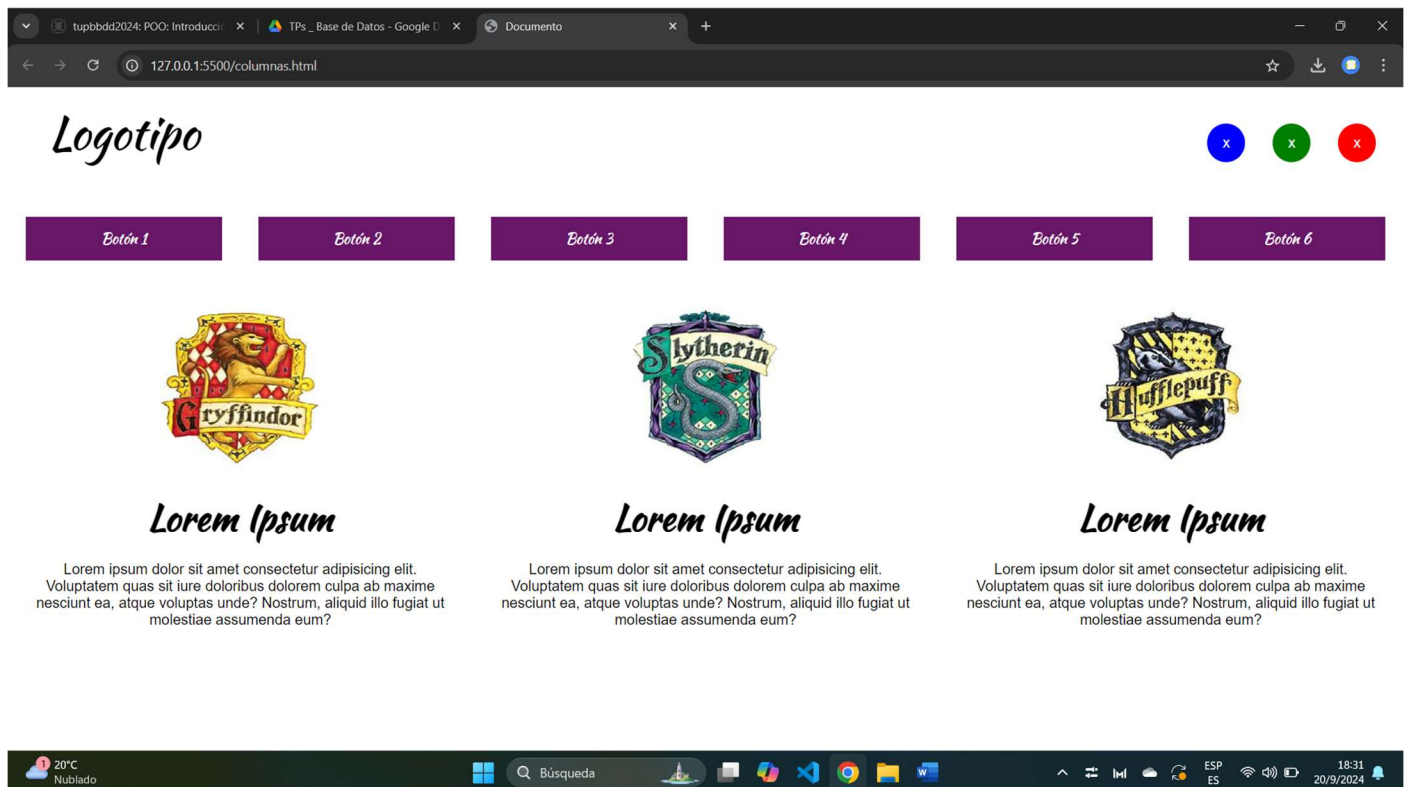 tupbbdd2024: POO: Introducci
TPs _ Base de Datos - Google D
Documento
127.0.0.1:5500/columnas.html
Logotipo
x x x
Botón 1 Botón 2 Botón 3 Botón 4 Botón 5 Botón 6
Gryffindor
Slytherin
Hufflepuff
Lorem Ipsum
Lorem ipsum dolor sit amet consectetur adipisicing elit.
Voluptatem quas sit iure doloribus dolorem culpa ab maxime
nesciunt ea, atque voluptas unde? Nostrum, aliquid illo fugiat ut
molestiae assumenda eum?
Lorem Ipsum
Lorem ipsum dolor sit amet consectetur adipisicing elit.
Voluptatem quas sit iure doloribus dolorem culpa ab maxime
nesciunt ea, atque voluptas unde? Nostrum, aliquid illo fugiat ut
molestiae assumenda eum?
Lorem Ipsum
Lorem ipsum dolor sit amet consectetur adipisicing elit.
Voluptatem quas sit iure doloribus dolorem culpa ab maxime
nesciunt ea, atque voluptas unde? Nostrum, aliquid illo fugiat ut
molestiae assumenda eum?
1
20°C
Nublado
Búsqueda
ESP
ES
18:31
20/9/2024